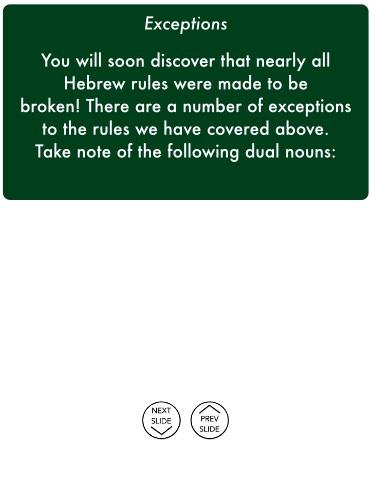 Exceptions
You will soon discover that nearly all
Hebrew rules were made to be
broken! There are a number of exceptions
to the rules we have covered above.
Take note of the following dual nouns:
NEXT
SLIDE
PREV
SLIDE